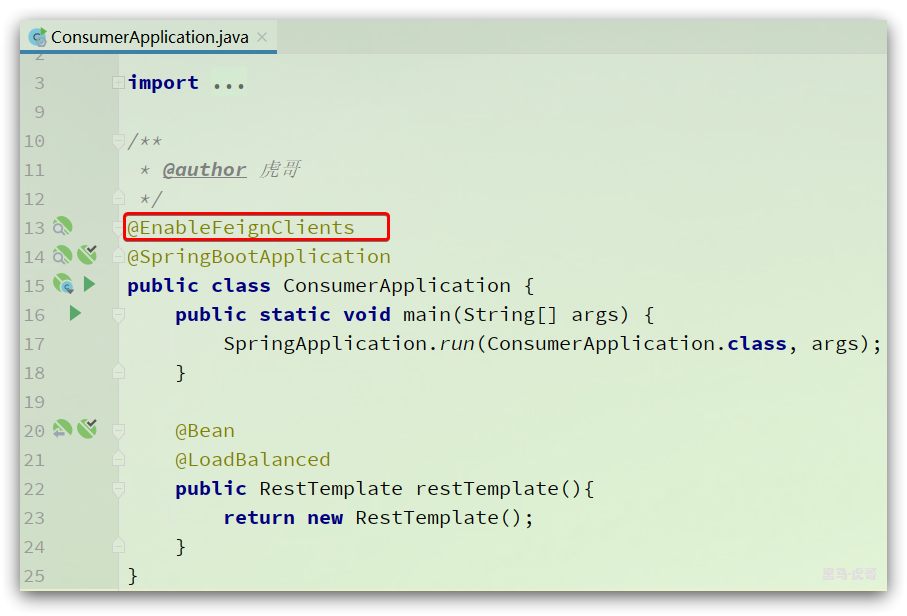 ConsumerApplication.java
2
3 import ...
9
10 /**
11 * @author 虎哥
12 */
13 @EnableFeignClients
14 @SpringBootApplication
15 public class ConsumerApplication {
16 public static void main(String[] args) {
17 SpringApplication.run(ConsumerApplication.class, args);
18 }
19
20 @Bean
21 @LoadBalanced
22 public RestTemplate restTemplate(){
23 return new RestTemplate();
24 }
25 }
黑马·虎哥